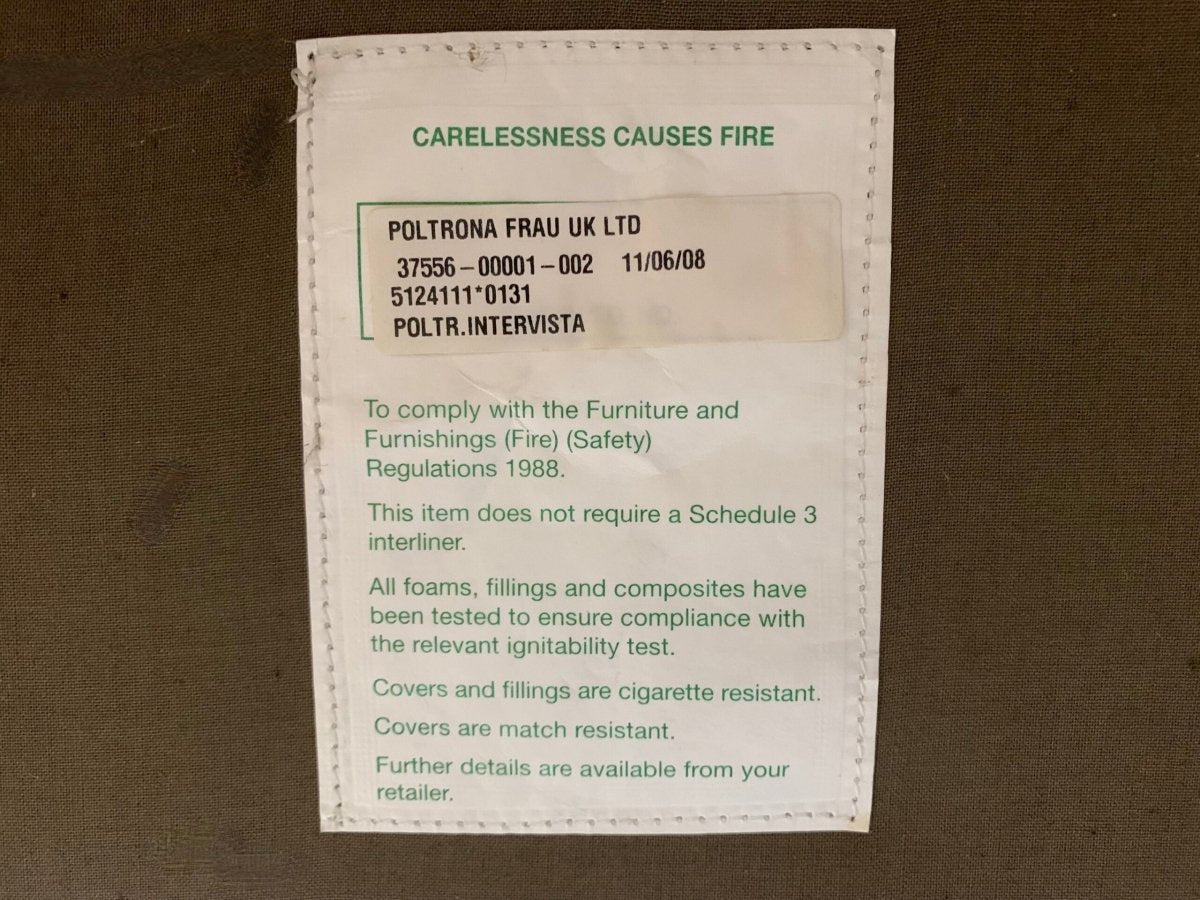 CARELESSNESS CAUSES FIRE
POLTRONA FRAU UK LTD
37556-00001-002 11/06/08
5124111*0131
POLTR.INTERVISTA
To comply with the Furniture and
Furnishings (Fire) (Safety)
Regulations 1988.
This item does not require a Schedule 3
interliner.
All foams, fillings and composites have
been tested to ensure compliance with
the relevant ignitability test.
Covers and fillings are cigarette resistant.
Covers are match resistant.
Further details are available from your
retailer.